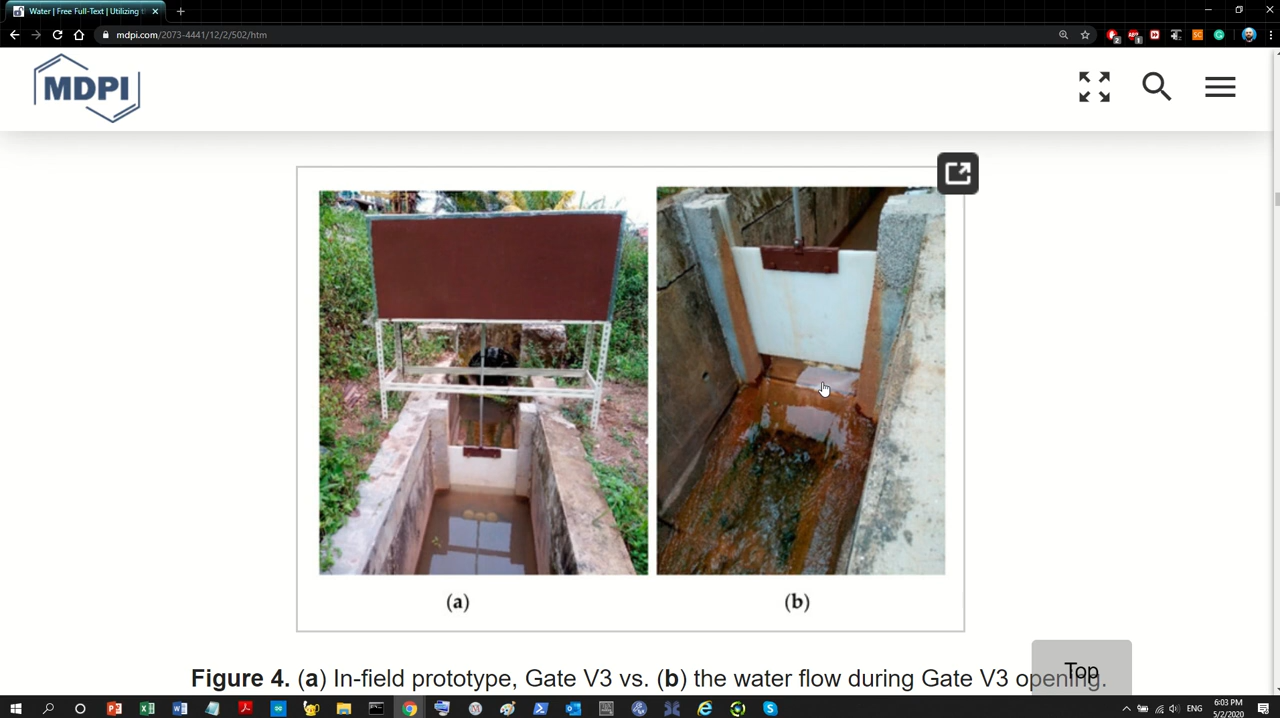 Water | Free Full-Text | Utilizing
mdpi.com/2073-4441/12/2/502/htm
MDPI
(a)
(b)
Figure 4. (a) In-field prototype, Gate V3 vs. (b) the water flow during Gate V3 opening.
Top
ENG
6:03 PM
5/2/2020